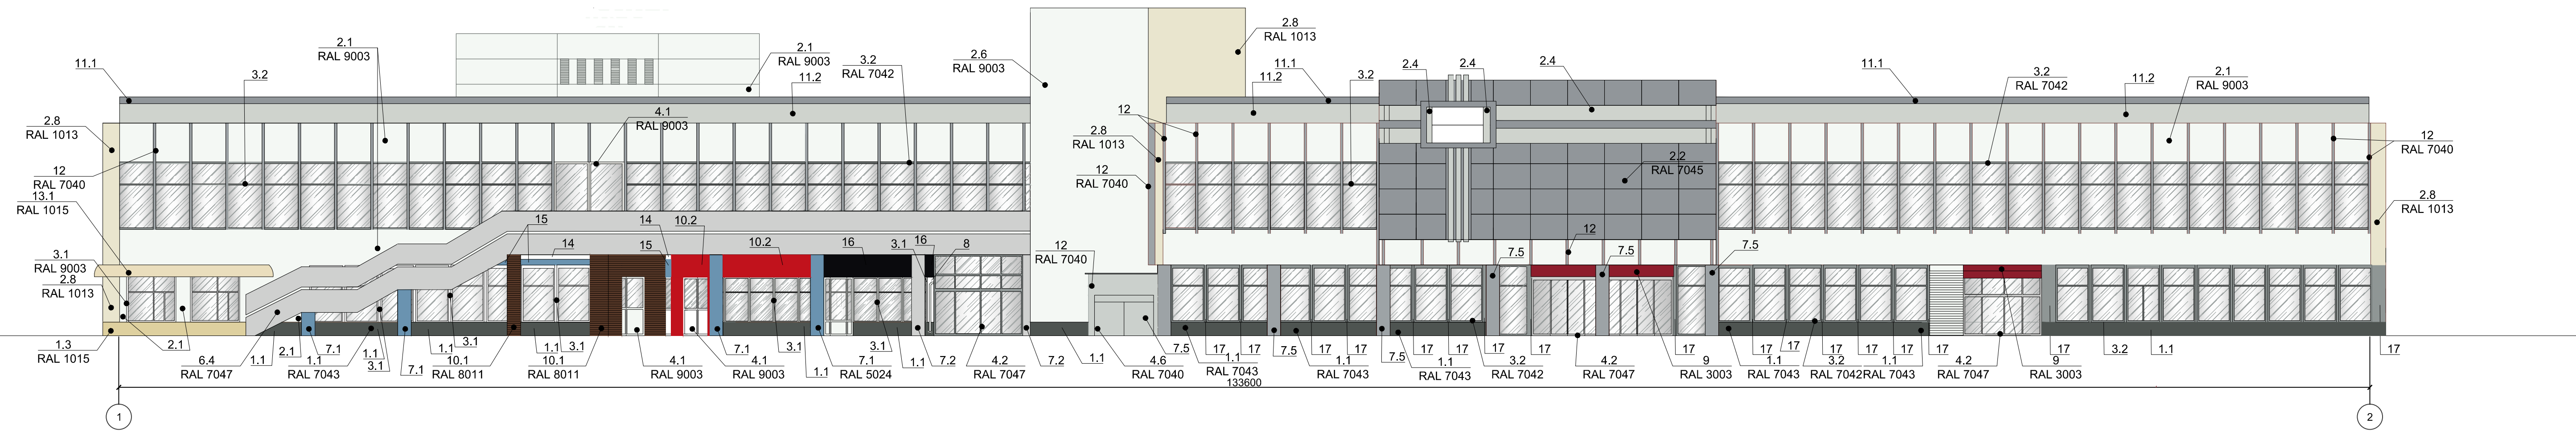 2.1
RAL 9003
2.1
RAL 9003
2.6
RAL 9003
2.8
RAL 1013
11.1
3.2
11.2
3.2
RAL 7042
11.2
11.1
3.2
2.4
2.4
2.4
11.1
3.2
RAL 7042
11.2
2.1
RAL 9003
4.1
RAL 9003
12
2.8
RAL 1013
2.8
RAL 1013
12
RAL 7040
12
RAL 7040
12
RAL 7040
2.2
RAL 7045
13.1
RAL 1015
2.8
RAL 1013
15
14
10.2
14
15
10.2
16
3.1
16
8
12
RAL 7040
7.5
7.5
12
7.5
3.1
RAL 9003
2.8
RAL 1013
1.3
RAL 1015
2.1
6.4
RAL 7047
1.1
2.1
1.1
RAL 7043
7.1
1.1
3.1
7.1
1.1
3.1
10.1
RAL 8011
1.1
3.1
10.1
RAL 8011
4.1
RAL 9003
7.1
4.1
RAL 9003
3.1
1.1
7.1
RAL 5024
3.1
1.1
7.2
4.2
RAL 7047
7.2
1.1
4.6
RAL 7040
7.5
17
1.1
RAL 7043
17
7.5
17
1.1
RAL 7043
17
7.5
17
1.1
RAL 7043
17
17
3.2
RAL 7042
17
4.2
RAL 7047
9
RAL 3003
17
17
1.1
RAL 7043
17
17
3.2
RAL 7042
17
1.1
RAL 7043
17
17
4.2
RAL 7047
9
RAL 3003
17
3.2
1.1
17
133600
1
2